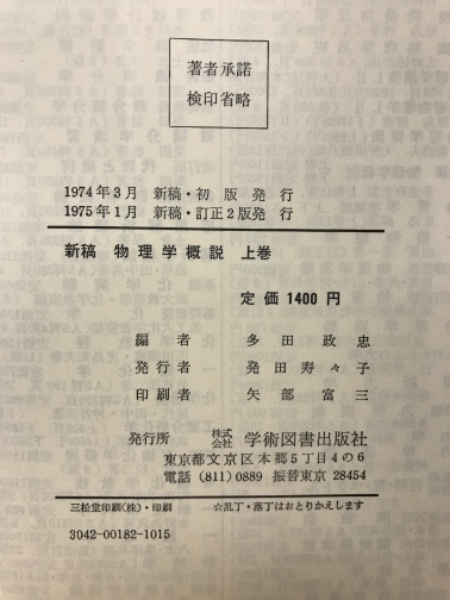 著者承諾
検印省略
1974年3月 新稿・初版発行
1975年1月 新稿・訂正2版発行
新稿 物理学概説 上巻
定価 1400 円
編者 多田政忠
発行者 発田寿々子
印刷者 矢部富三
発行所 株式会社 学術図書出版社
東京都文京区本郷5丁目4の6
電話 (811) 0889 振替東京 28454
三松堂印刷(株)・印刷 ☆乱丁・落丁はおとりかえします
3042-00182-1015